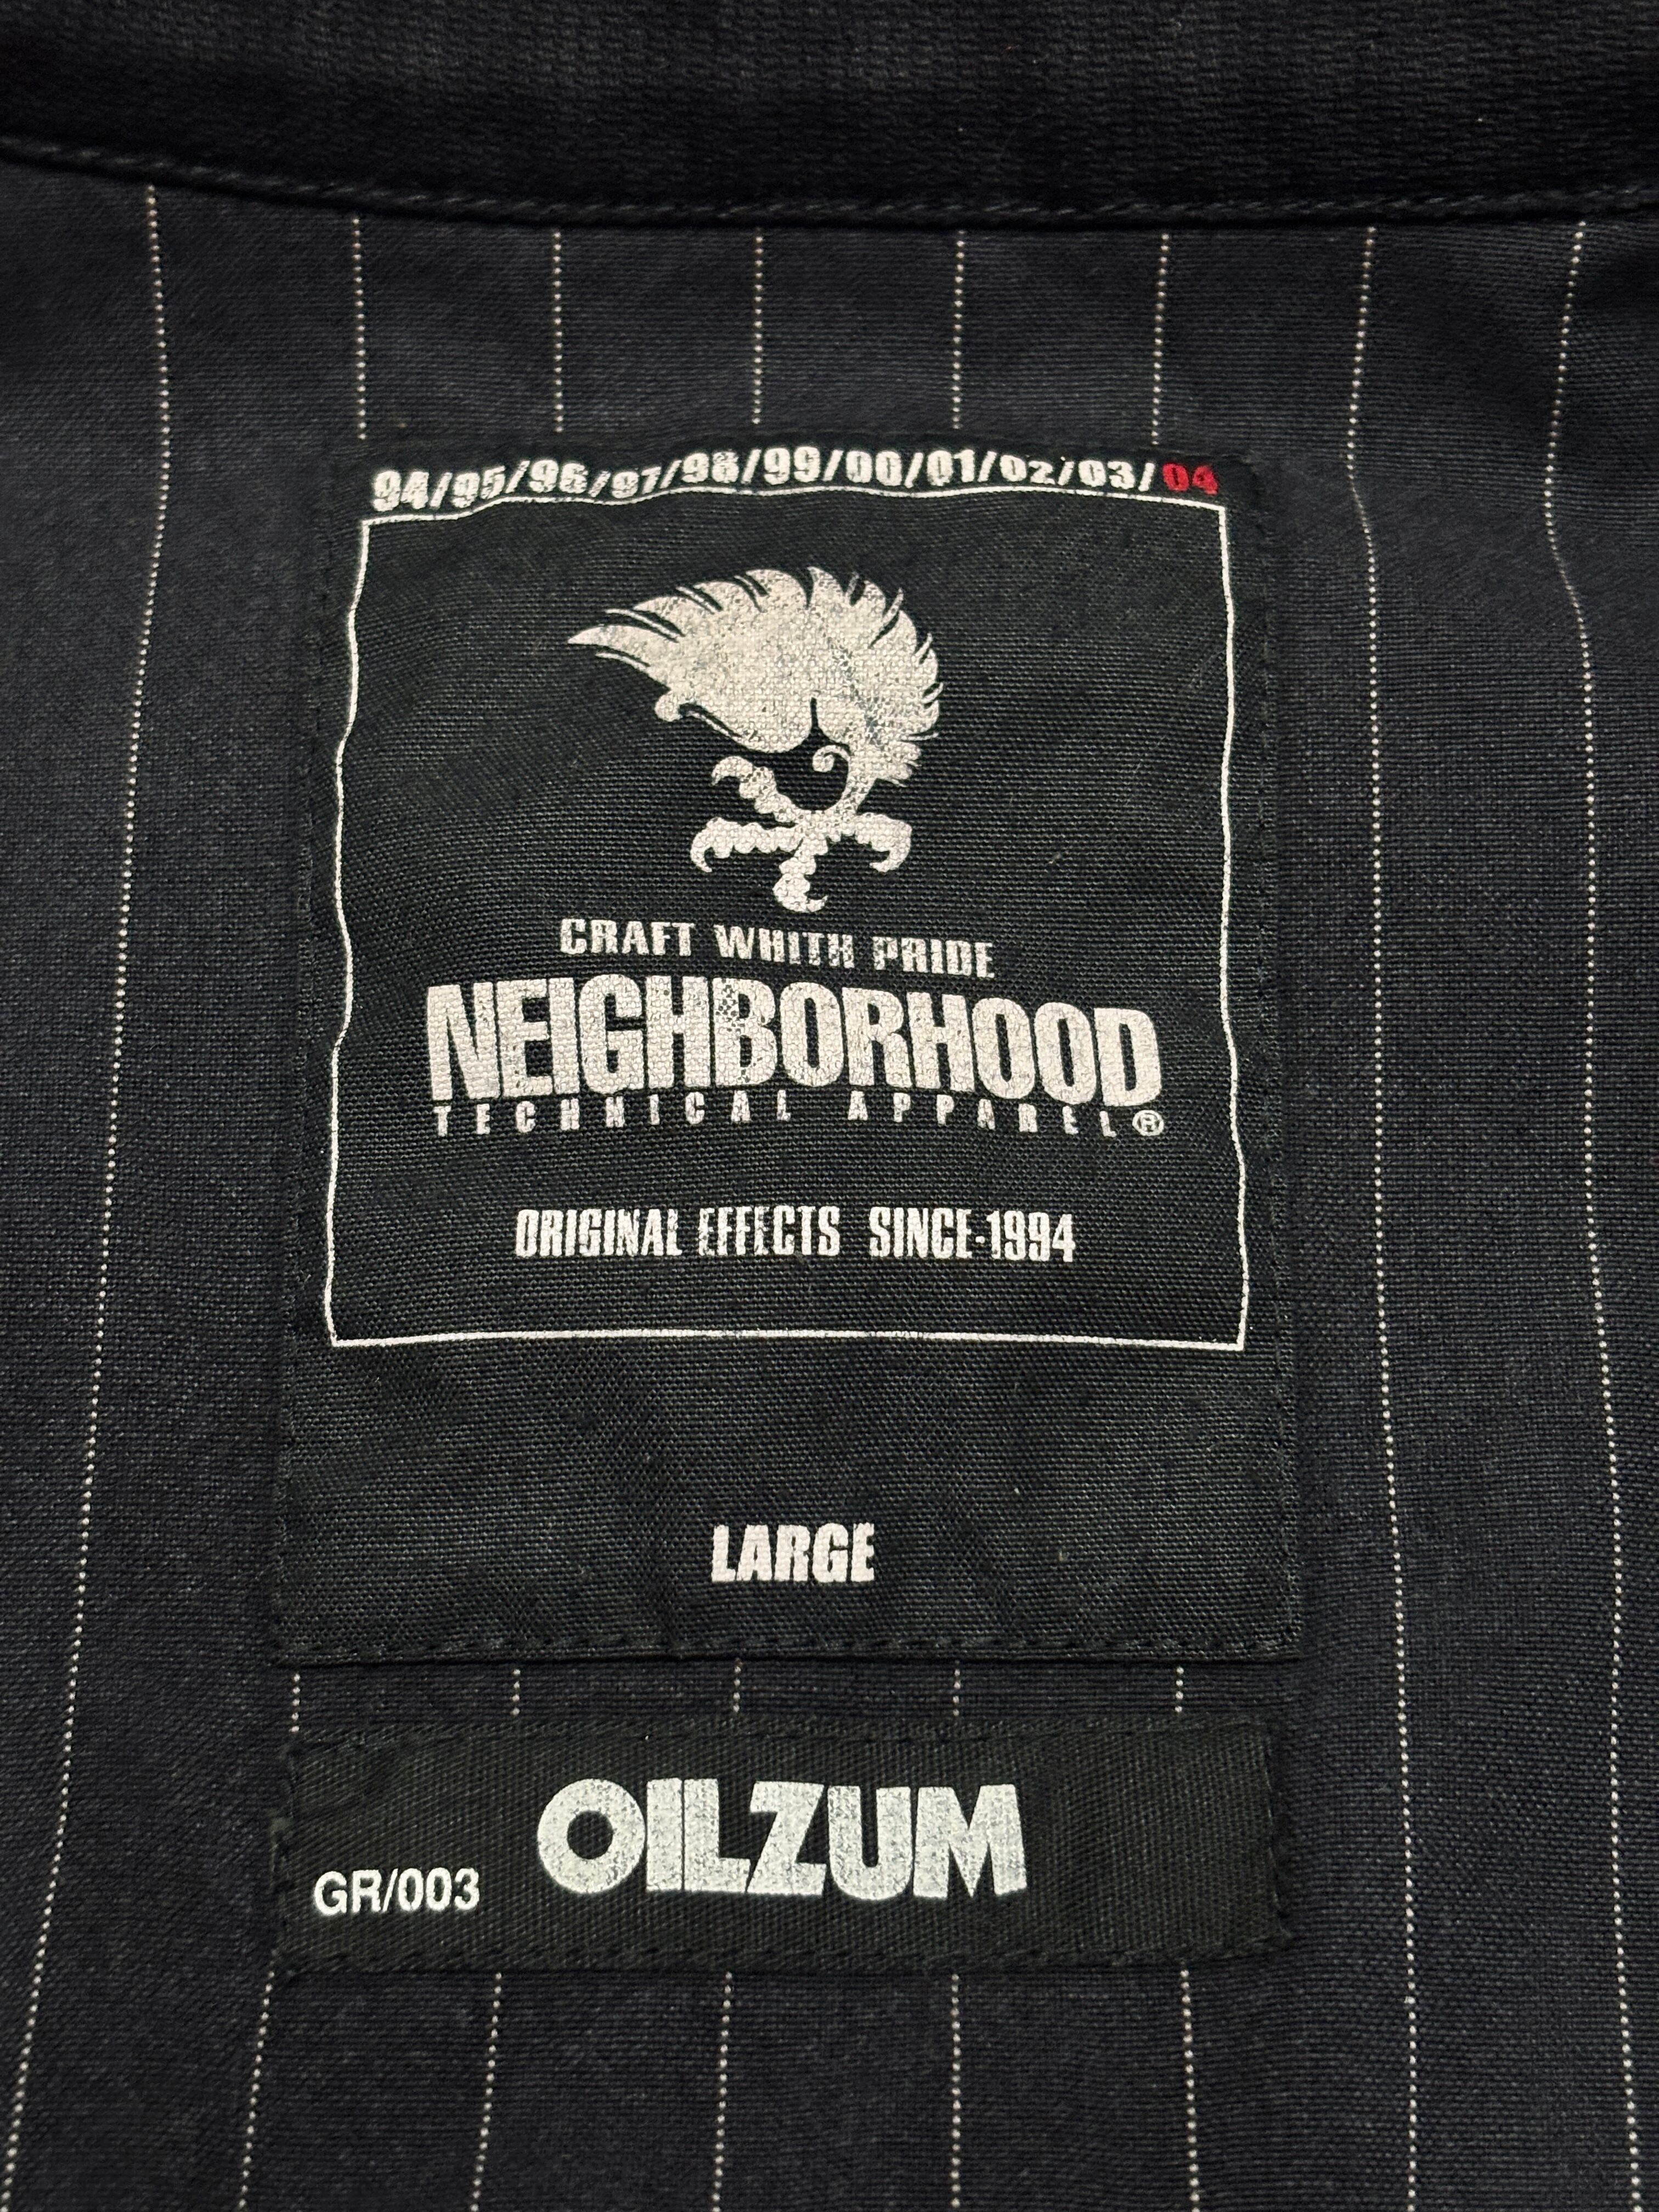 94/95/96/97/98/99/00/01/02/03/04
CRAFT WHITH PRIDE
NEIGHBORHOOD
TECHNICAL APPAREL®
ORIGINAL EFFECTS SINCE-1994
LARGE
OILZUM
GR/003